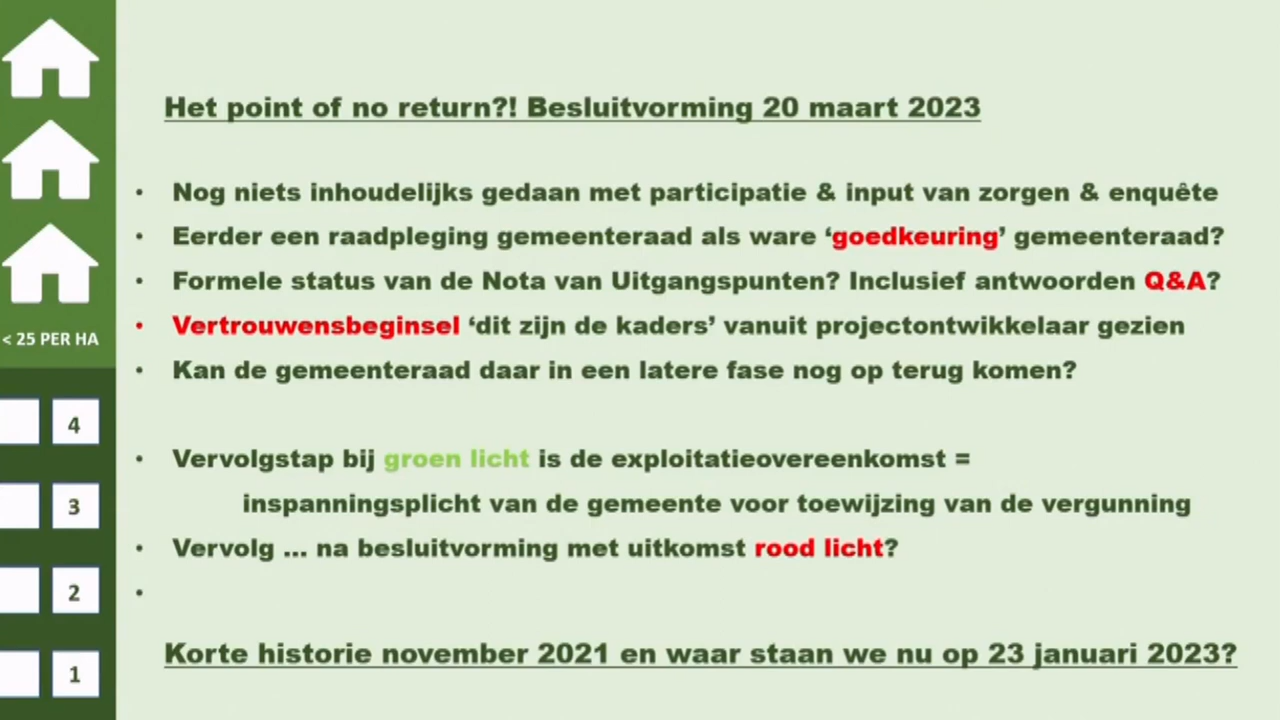 Het point of no return?! Besluitvorming 20 maart 2023
• Nog niets inhoudelijks gedaan met participatie & input van zorgen & enquête
• Eerder een raadpleging gemeenteraad als ware ‘goedkeuring’ gemeenteraad?
• Formele status van de Nota van Uitgangspunten? Inclusief antwoorden Q&A?
• Vertrouwensbeginsel ‘dit zijn de kaders’ vanuit projectontwikkelaar gezien
• Kan de gemeenteraad daar in een latere fase nog op terug komen?
• Vervolgstap bij groen licht is de exploitatieovereenkomst =
inspanningsplicht van de gemeente voor toewijzing van de vergunning
• Vervolg ... na besluitvorming met uitkomst rood licht?
•
Korte historie november 2021 en waar staan we nu op 23 januari 2023?
< 25 PER HA
4
3
2
1